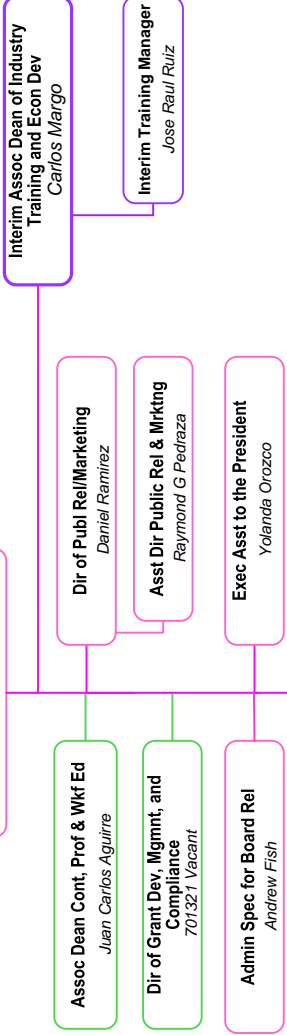 Interim Assoc Dean of Industry
Training and Econ Dev
Carlos Margo
Interim Training Manager
Jose Raul Ruiz
Dir of Publ Rel/Marketing
Daniel Ramirez
Asst Dir Public Rel & Mrktng
Raymond G Pedraza
Exec Asst to the President
Yolanda Orozco
Assoc Dean Cont, Prof & Wkf Ed
Juan Carlos Aguirre
Dir of Grant Dev, Mgmnt, and
Compliance
701321 Vacant
Admin Spec for Board Rel
Andrew Fish